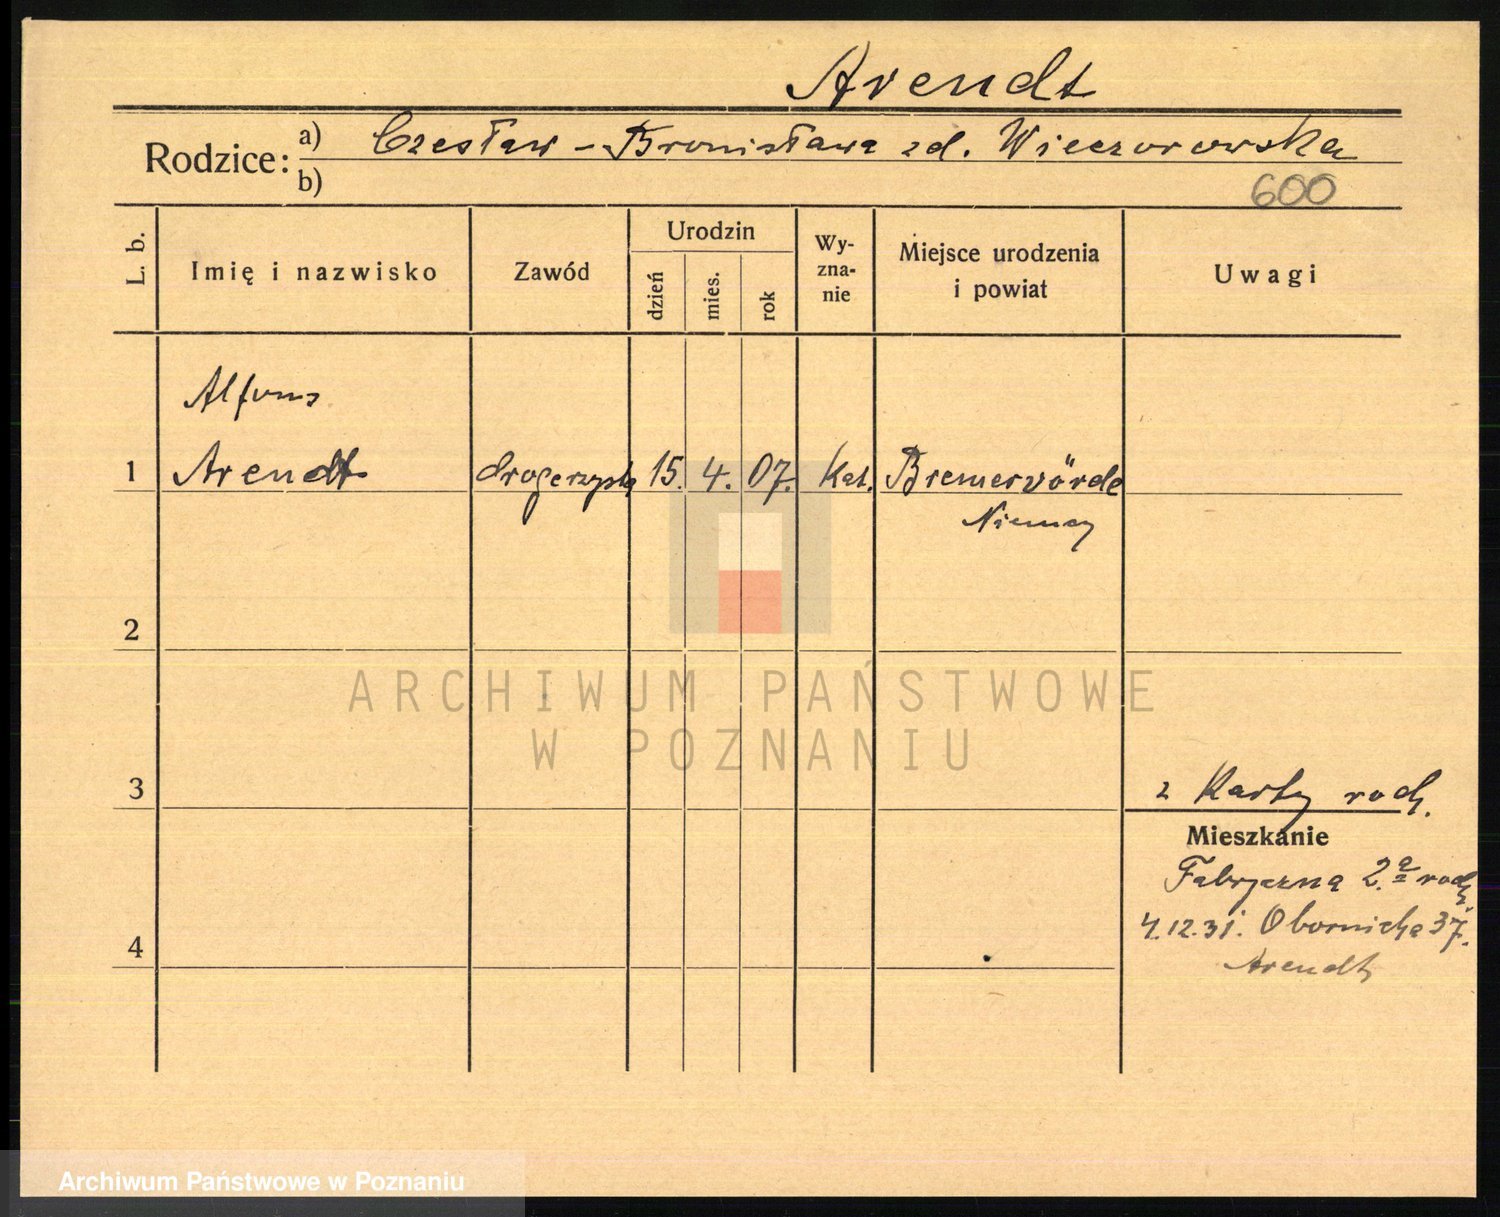 Arendt
Rodzice: a) Czesław - Bronisława zd. Wieczorowska
b)
600
L. b. Imię i nazwisko Zawód Urodzin dzień mies. rok Wy-zna-nie Miejsce urodzenia i powiat Uwagi
Alfons
1 Arendt drogerzysta 15. 4. 07. kat. Bremervörde
Niemcy
2
ARCHIWUM PAŃSTWOWE
W POZNANIU
3 z Karty rodz.
Mieszkanie
Fabryczna 2.a rodz.
4.12.31. Obornicka 37.
4
Arendt
Archiwum Państwowe w Poznaniu